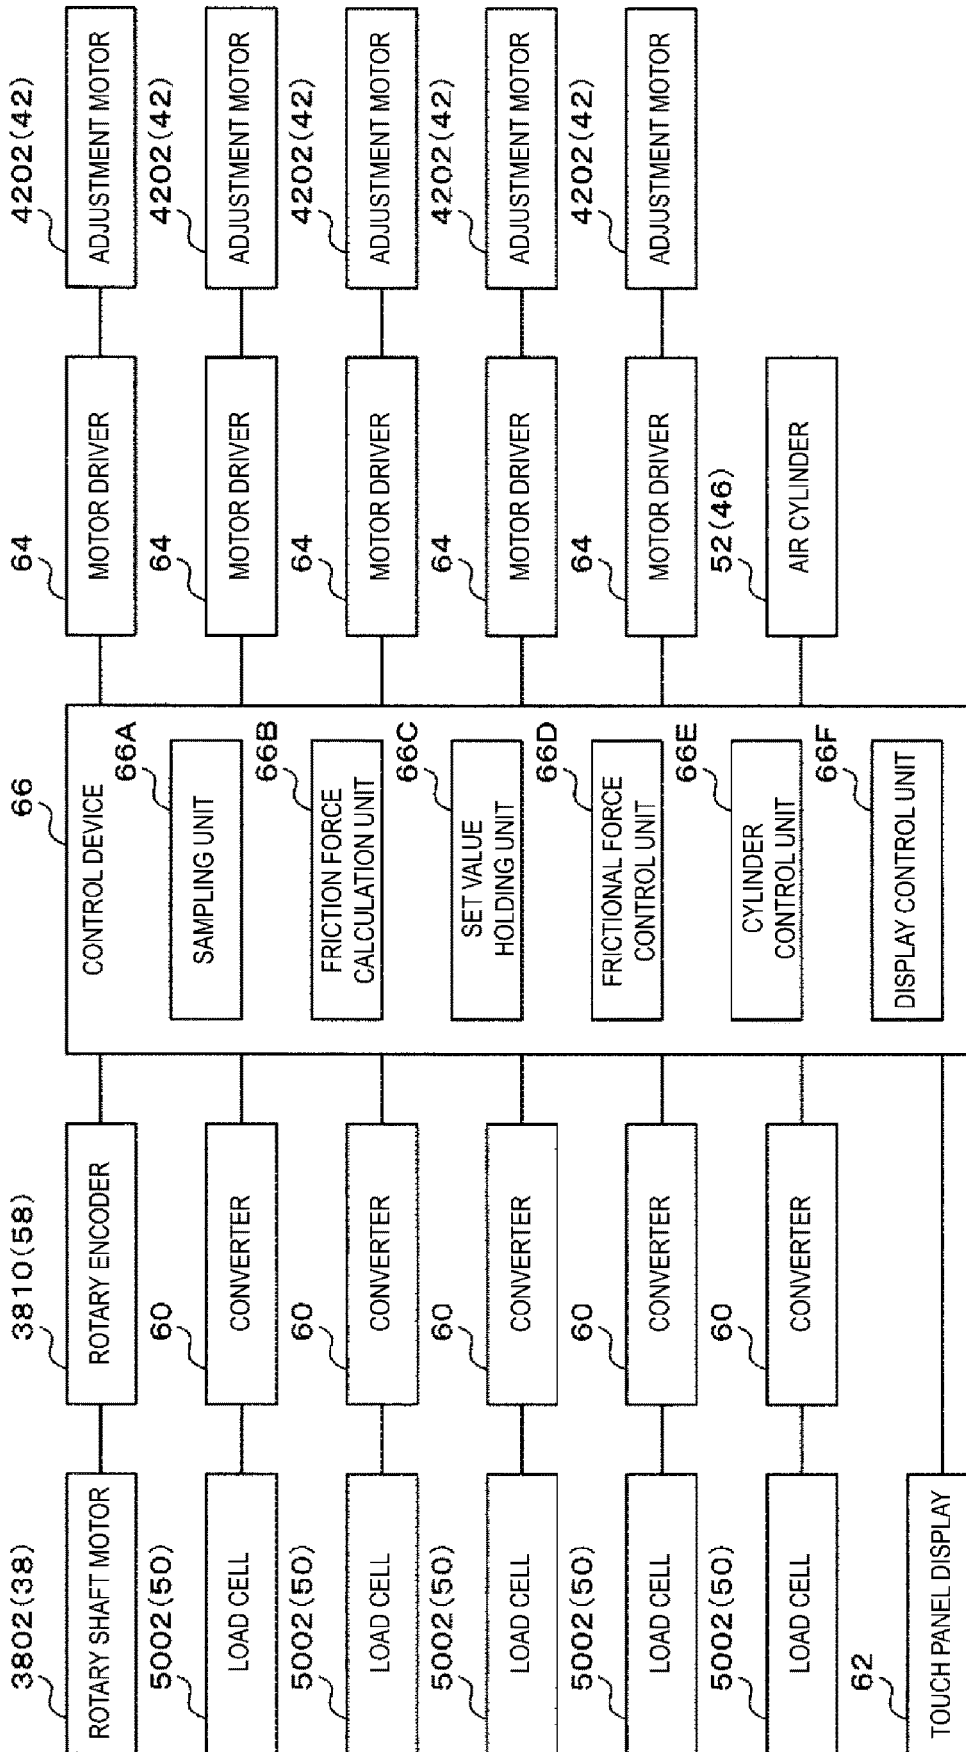 3802(38)
ROTARY SHAFT MOTOR
3810(58)
ROTARY ENCODER
66
CONTROL DEVICE
64
MOTOR DRIVER
4202(42)
ADJUSTMENT MOTOR
5002(50)
LOAD CELL
60
CONVERTER
66A
SAMPLING UNIT
64
MOTOR DRIVER
4202(42)
ADJUSTMENT MOTOR
5002(50)
LOAD CELL
60
CONVERTER
66B
FRICTION FORCE
CALCULATION UNIT
64
MOTOR DRIVER
4202(42)
ADJUSTMENT MOTOR
5002(50)
LOAD CELL
60
CONVERTER
66C
SET VALUE
HOLDING UNIT
64
MOTOR DRIVER
4202(42)
ADJUSTMENT MOTOR
5002(50)
LOAD CELL
60
CONVERTER
66D
FRICTIONAL FORCE
CONTROL UNIT
64
MOTOR DRIVER
4202(42)
ADJUSTMENT MOTOR
5002(50)
LOAD CELL
60
CONVERTER
66E
CYLINDER
CONTROL UNIT
52(46)
AIR CYLINDER
62
TOUCH PANEL DISPLAY
66F
DISPLAY CONTROL UNIT